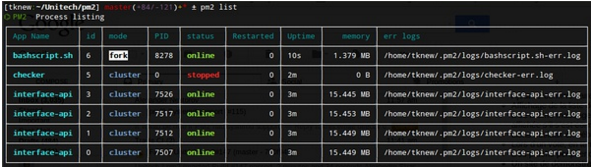 [tknew ~/Unitech/pm2] master(+84/-121)+* ± pm2 list
PM2 Process listing
App Name id mode PID status Restarted Uptime memory err logs
bashscript.sh 6 fork 8278 online 0 10s 1.379 MB /home/tknew/.pm2/logs/bashscript.sh-err.log
checker 5 cluster 0 stopped 0 2m 0 B /home/tknew/.pm2/logs/checker-err.log
interface-api 3 cluster 7526 online 0 3m 15.445 MB /home/tknew/.pm2/logs/interface-api-err.log
interface-api 2 cluster 7517 online 0 3m 15.453 MB /home/tknew/.pm2/logs/interface-api-err.log
interface-api 1 cluster 7512 online 0 3m 15.449 MB /home/tknew/.pm2/logs/interface-api-err.log
interface-api 0 cluster 7507 online 0 3m 15.449 MB /home/tknew/.pm2/logs/interface-api-err.log